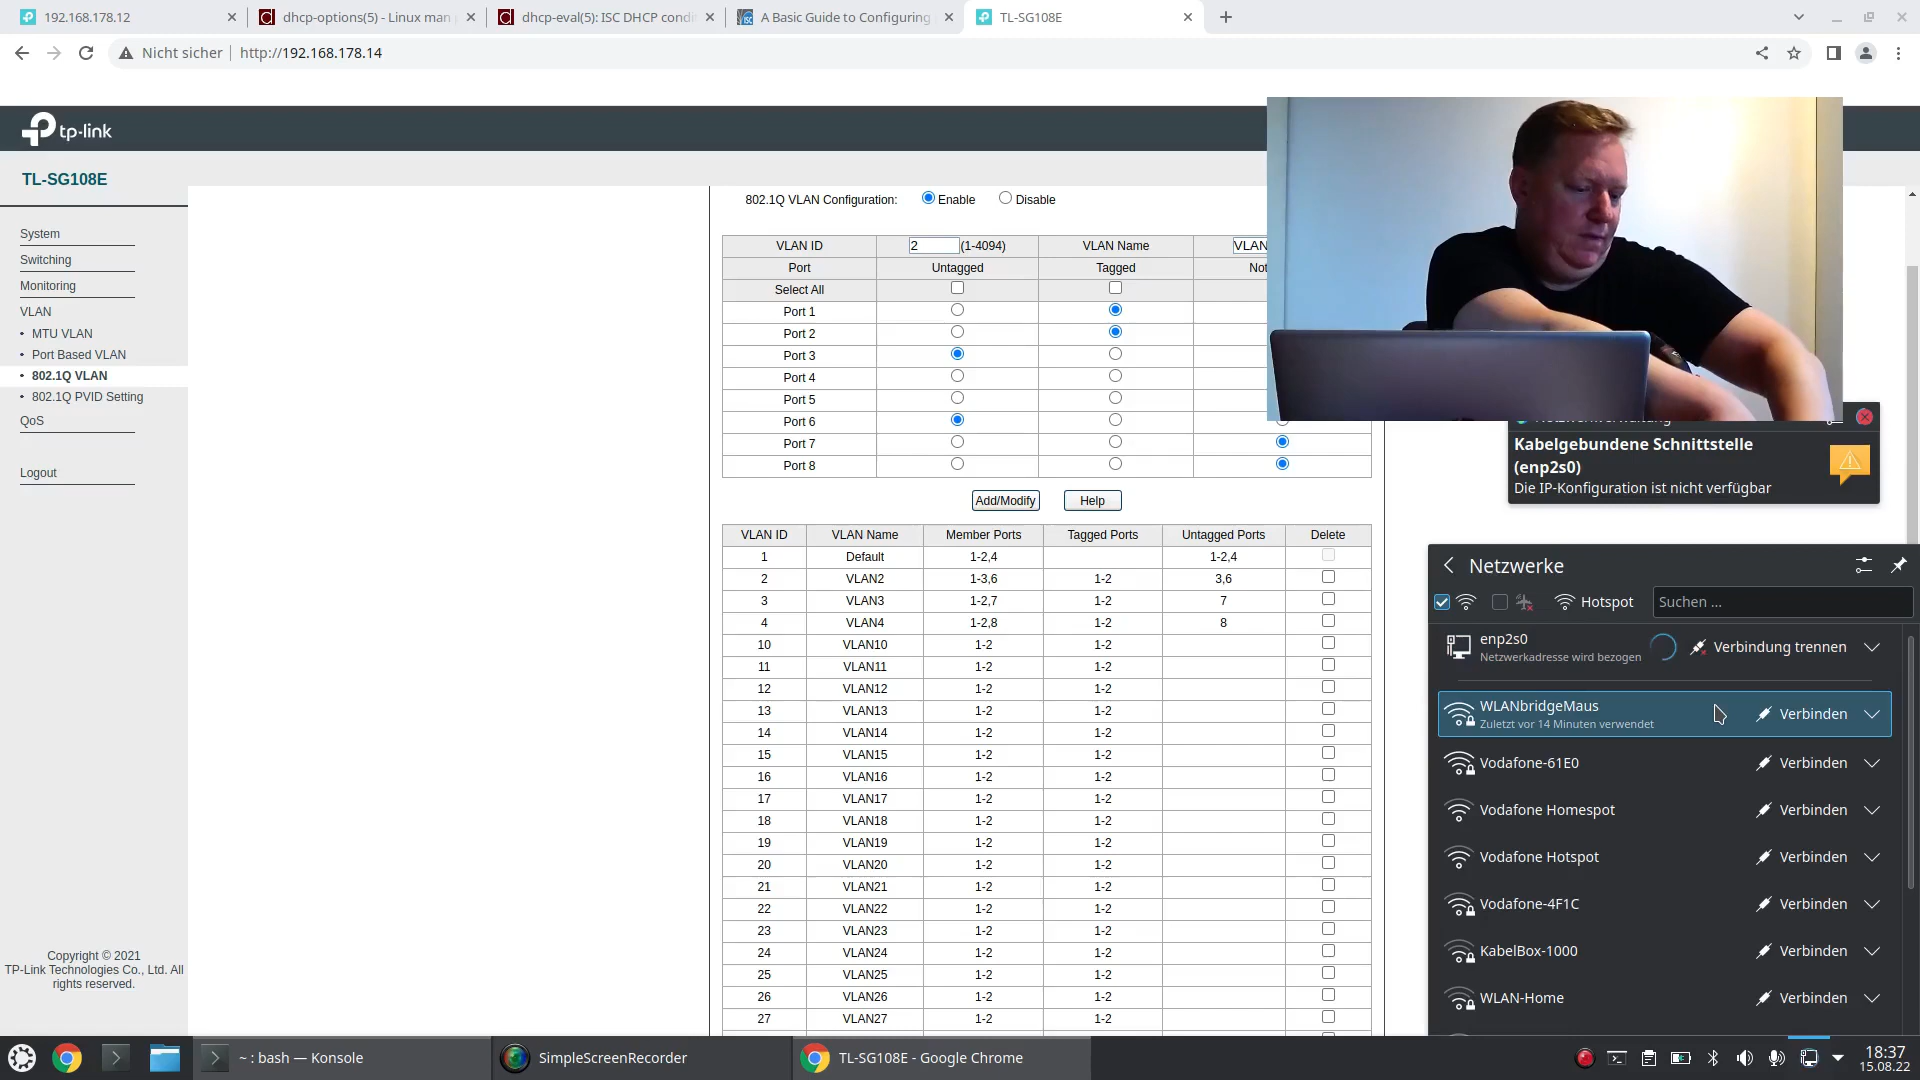 192.168.178.12
dhcp-options(5) - Linux man
dhcp-eval(5): ISC DHCP condi
A Basic Guide to Configuring
TL-SG108E
Nicht sicher
http://192.168.178.14
tp-link
TL-SG108E
System
Switching
Monitoring
VLAN
MTU VLAN
Port Based VLAN
802.1Q VLAN
802.1Q PVID Setting
QoS
Logout
Copyright © 2021
TP-Link Technologies Co., Ltd. All
rights reserved.
802.1Q VLAN Configuration: Enable Disable
VLAN ID 2 (1-4094) VLAN Name VLAN
Port Untagged Tagged Not
Select All
Port 1
Port 2
Port 3
Port 4
Port 5
Port 6
Port 7
Port 8
Add/Modify Help
VLAN ID VLAN Name Member Ports Tagged Ports Untagged Ports Delete
1 Default 1-2,4 1-2,4
2 VLAN2 1-3,6 1-2 3,6
3 VLAN3 1-2,7 1-2 7
4 VLAN4 1-2,8 1-2 8
10 VLAN10 1-2 1-2
11 VLAN11 1-2 1-2
12 VLAN12 1-2 1-2
13 VLAN13 1-2 1-2
14 VLAN14 1-2 1-2
15 VLAN15 1-2 1-2
16 VLAN16 1-2 1-2
17 VLAN17 1-2 1-2
18 VLAN18 1-2 1-2
19 VLAN19 1-2 1-2
20 VLAN20 1-2 1-2
21 VLAN21 1-2 1-2
22 VLAN22 1-2 1-2
23 VLAN23 1-2 1-2
24 VLAN24 1-2 1-2
25 VLAN25 1-2 1-2
26 VLAN26 1-2 1-2
27 VLAN27 1-2 1-2
Kabelgebundene Schnittstelle
(enp2s0)
Die IP-Konfiguration ist nicht verfügbar
Netzwerke
Hotspot
Suchen ...
enp2s0
Netzwerkadresse wird bezogen
Verbindung trennen
WLANbridgeMaus
Zuletzt vor 14 Minuten verwendet
Verbinden
Vodafone-61E0 Verbinden
Vodafone Homespot Verbinden
Vodafone Hotspot Verbinden
Vodafone-4F1C Verbinden
KabelBox-1000 Verbinden
WLAN-Home Verbinden
~ : bash — Konsole
SimpleScreenRecorder
TL-SG108E - Google Chrome
18:37
15.08.22